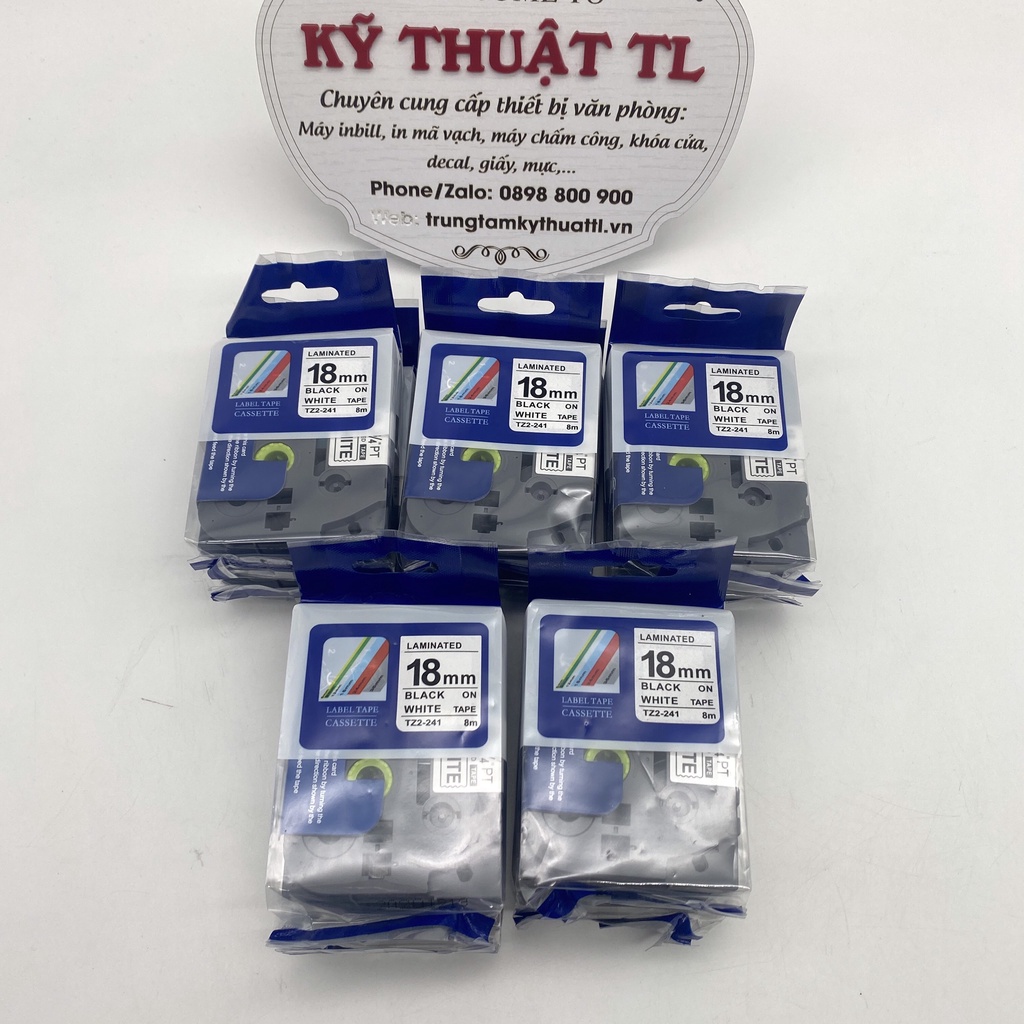 KỸ THUẬT TL
Chuyên cung cấp thiết bị văn phòng:
Máy inbill, in mã vạch, máy chấm công, khóa cửa,
decal, giấy, mực,...
Phone/Zalo: 0898 800 900
Web: trungtamkythuattl.vn
LAMINATED
18mm
BLACK ON
WHITE TAPE
TZ2-241 8m
LABEL TAPE
CASSETTE
LAMINATED
18mm
BLACK ON
WHITE TAPE
TZ2-241 8m
LABEL TAPE
CASSETTE
LAMINATED
18mm
BLACK ON
WHITE TAPE
TZ2-241 8m
LABEL TAPE
CASSETTE
LAMINATED
18mm
BLACK ON
WHITE TAPE
TZ2-241 8m
LABEL TAPE
CASSETTE
LAMINATED
18mm
BLACK ON
WHITE TAPE
TZ2-241 8m
LABEL TAPE
CASSETTE